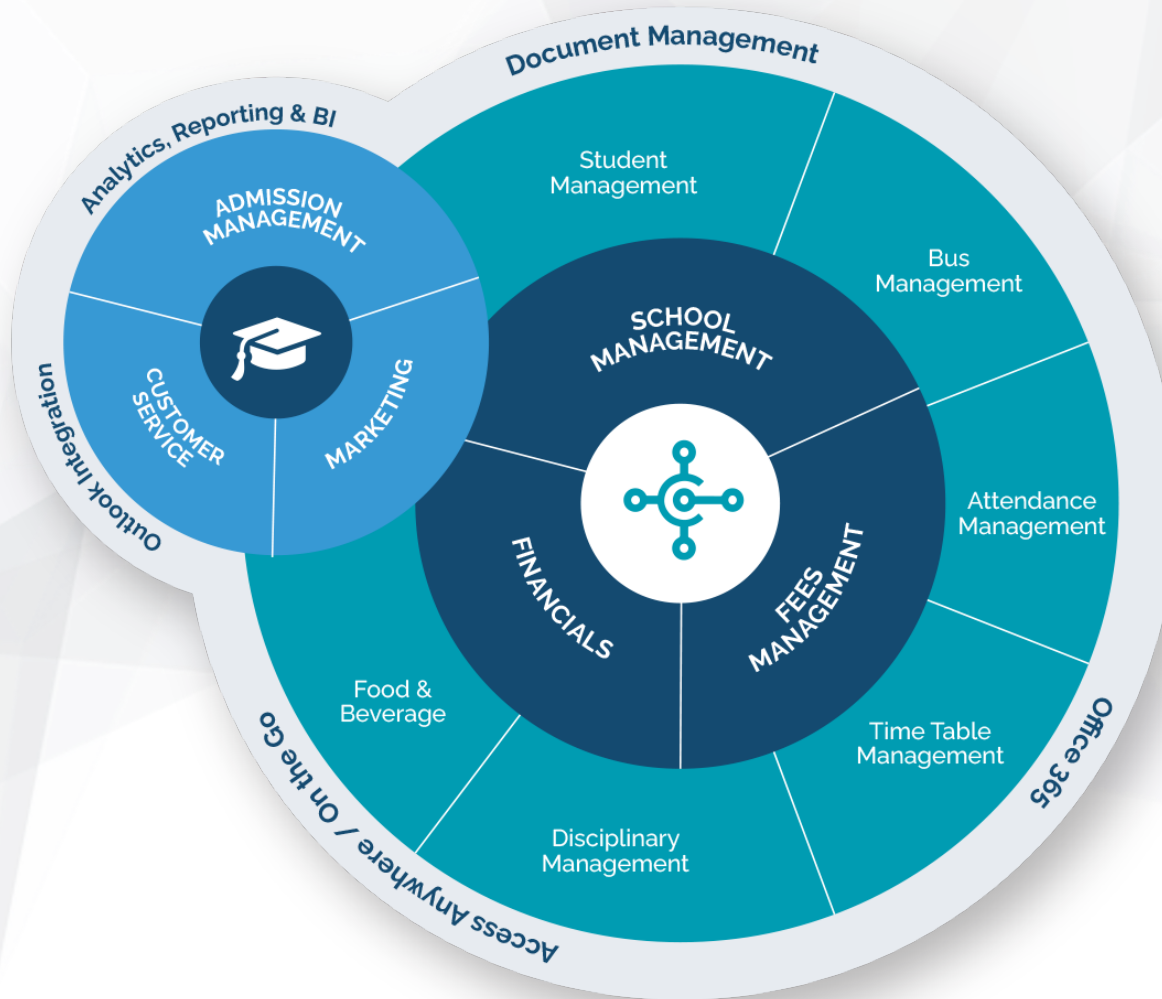 Document Management
Analytics, Reporting & BI
ADMISSION
MANAGEMENT
CUSTOMER
SERVICE
MARKETING
Outlook Integration
Student
Management
Bus
Management
SCHOOL
MANAGEMENT
Attendance
Management
FINANCIALS
FEES
MANAGEMENT
Food &
Beverage
Time Table
Management
Disciplinary
Management
Office 365
Access Anywhere / On the Go